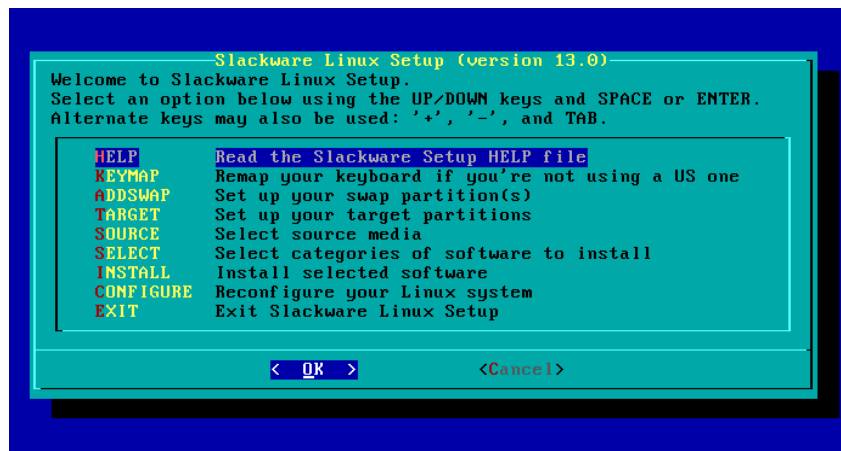 Slackware Linux Setup (version 13.0)
Welcome to Slackware Linux Setup.
Select an option below using the UP/DOWN keys and SPACE or ENTER.
Alternate keys may also be used: '+', '-', and TAB.
HELP Read the Slackware Setup HELP file
KEYMAP Remap your keyboard if you're not using a US one
ADDSWAP Set up your swap partition(s)
TARGET Set up your target partitions
SOURCE Select source media
SELECT Select categories of software to install
INSTALL Install selected software
CONFIGURE Reconfigure your Linux system
EXIT Exit Slackware Linux Setup
< OK > <Cancel>